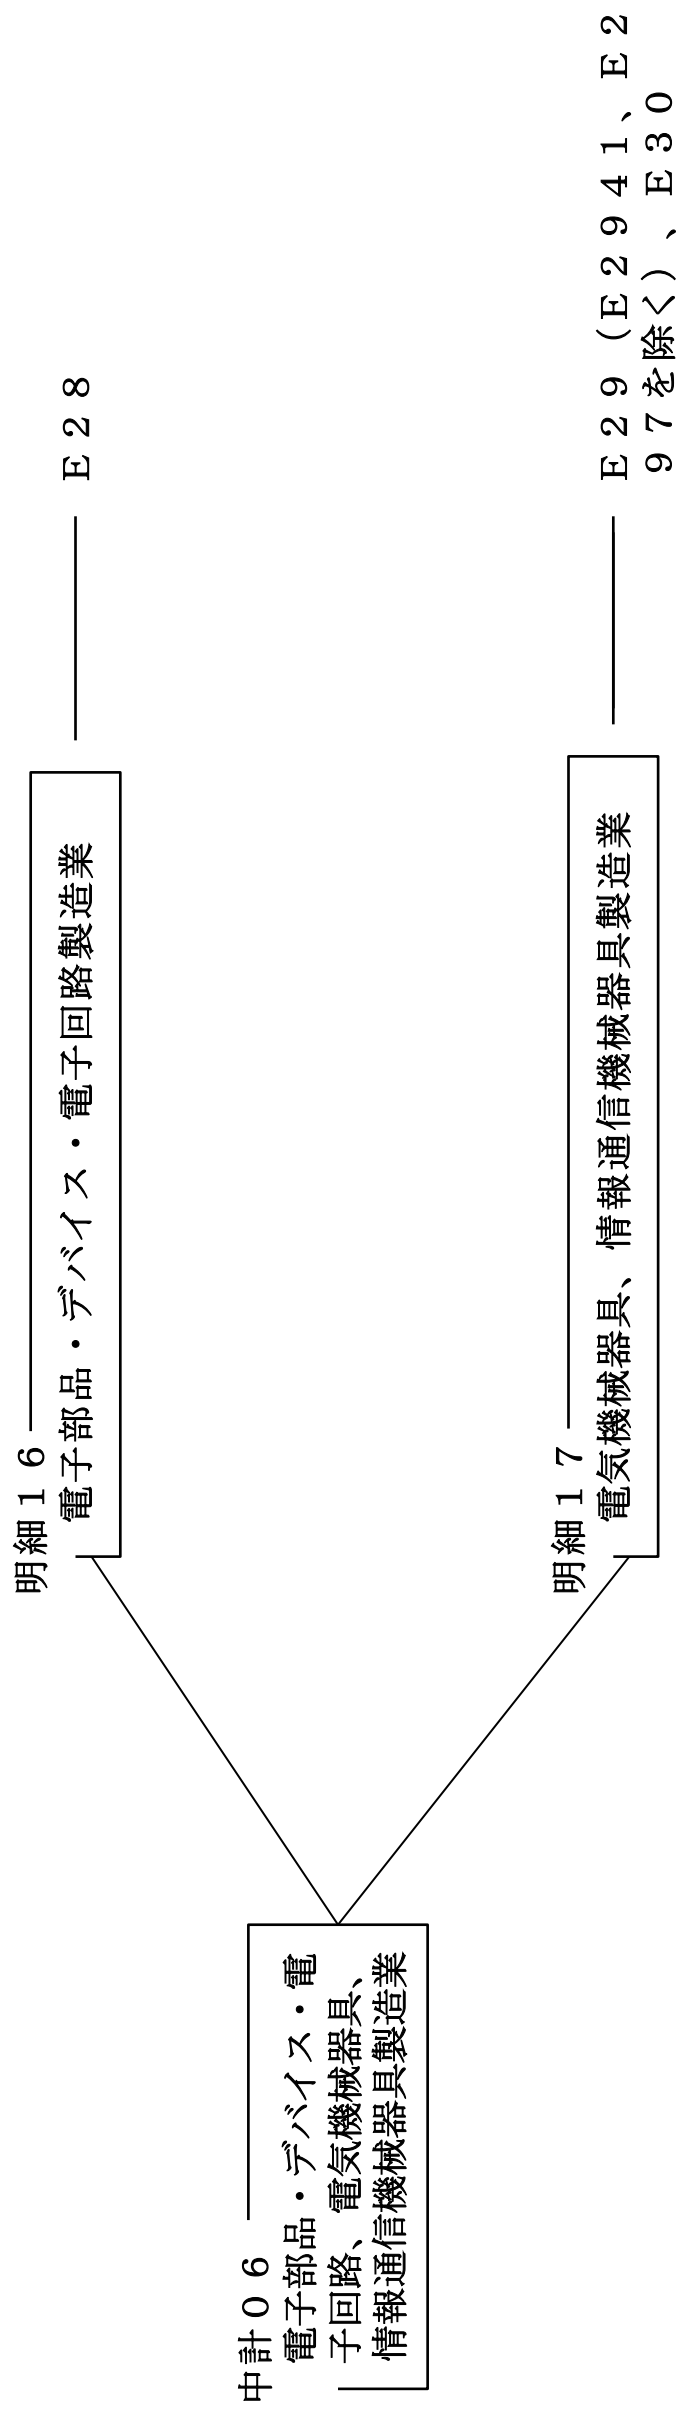 中計０６
電子部品・デバイス・電
子回路、電気機械器具、
情報通信機械器具製造業
明細１６
電子部品・デバイス・電子回路製造業
Ｅ２８
明細１７
電気機械器具、情報通信機械器具製造業
Ｅ２９（Ｅ２９４１、Ｅ２
９７を除く）、Ｅ３０